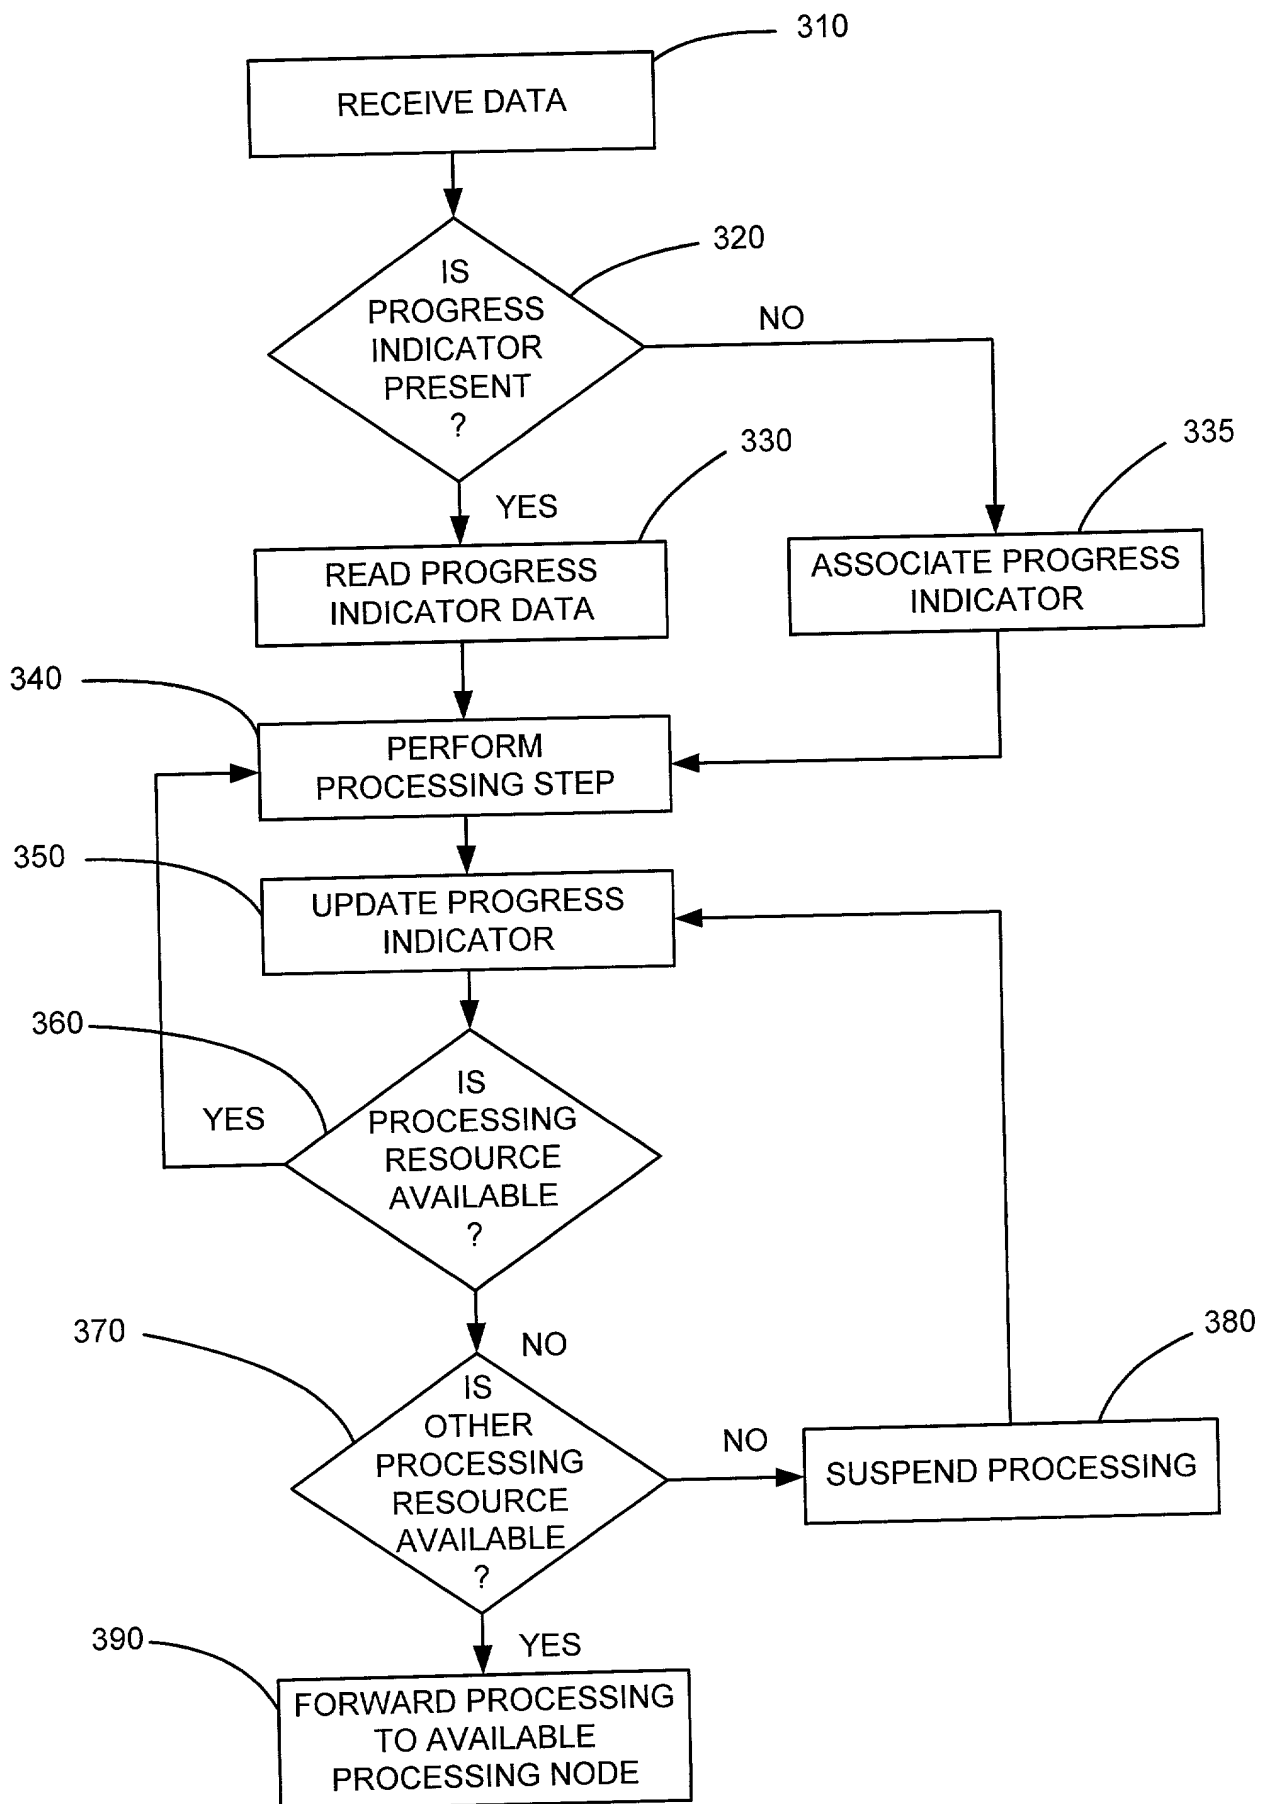 310
RECEIVE DATA
320
IS
PROGRESS
INDICATOR
PRESENT
?
NO
YES
330
335
READ PROGRESS
INDICATOR DATA
ASSOCIATE PROGRESS
INDICATOR
340
PERFORM
PROCESSING STEP
350
UPDATE PROGRESS
INDICATOR
360
IS
PROCESSING
RESOURCE
AVAILABLE
?
YES
NO
370
IS
OTHER
PROCESSING
RESOURCE
AVAILABLE
?
NO
380
SUSPEND PROCESSING
YES
390
FORWARD PROCESSING
TO AVAILABLE
PROCESSING NODE